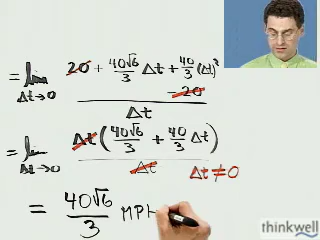 = lim Δt→0 20 + 40√6/3 Δt + 40/3 (Δt)² - 20
Δt
= lim Δt→0 Δt(40√6/3 + 40/3 Δt)
Δt Δt≠0
= 40√6/3 MPH
thinkwell